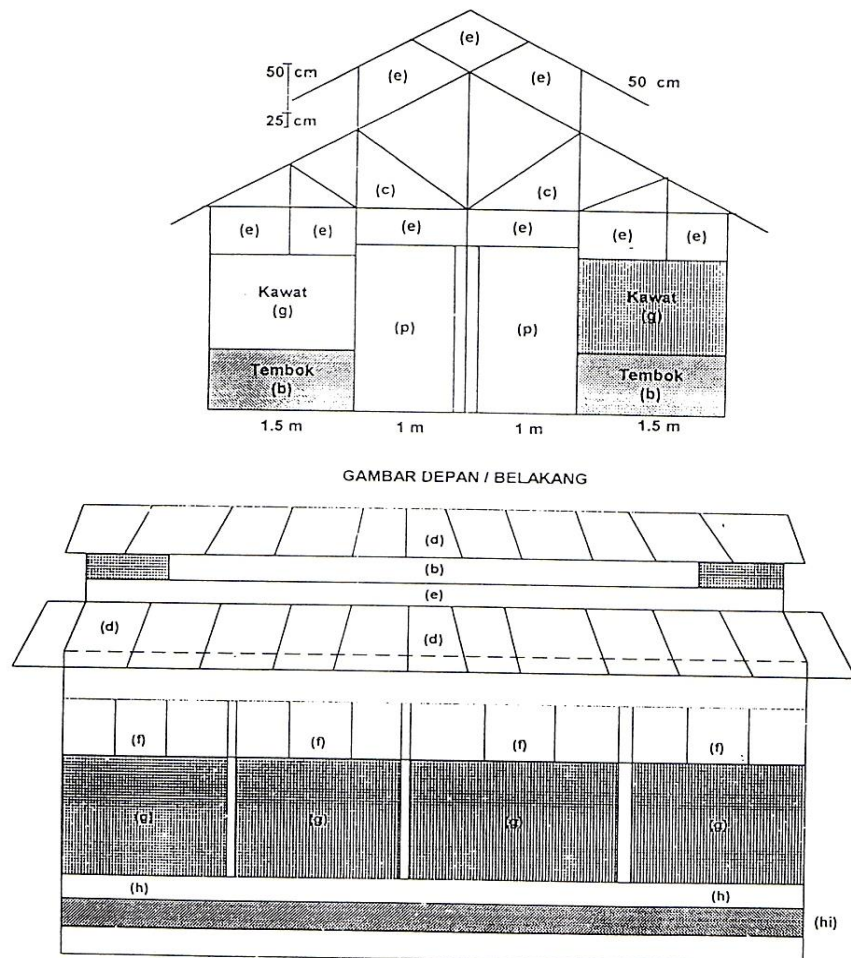 (e)
50 cm (e) (e) 50 cm
25 cm
(c) (c)
(e) (e) (e) (e) (e) (e)
Kawat Kawat
(g) (p) (p) (g)
Tembok Tembok
(b) (b)
1.5 m 1 m 1 m 1.5 m
GAMBAR DEPAN / BELAKANG
(d)
(b)
(e)
(d) (d)
(f) (f) (f) (f)
(g) (g) (g) (g)
(h) (h)
(hi)